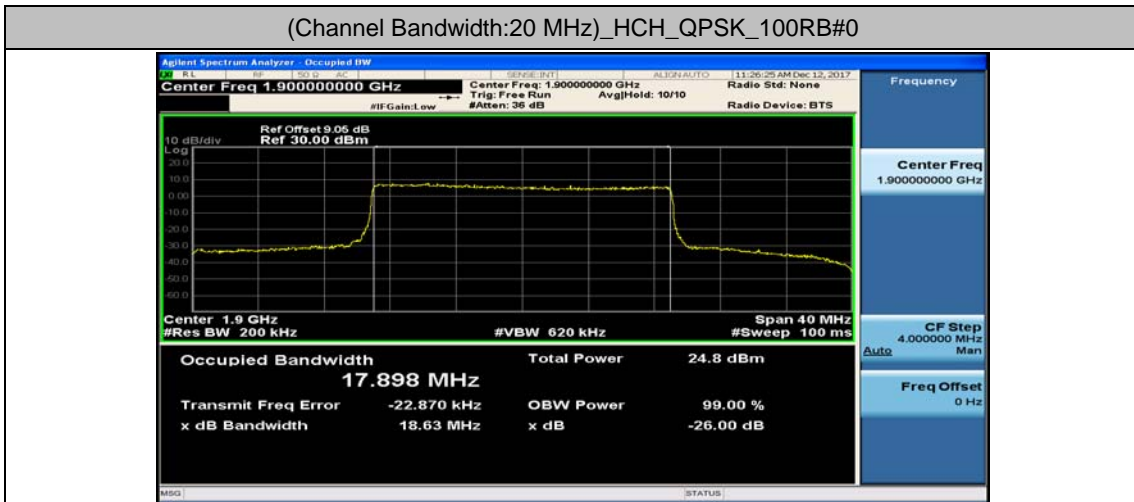 (Channel Bandwidth:20 MHz)_HCH_QPSK_100RB#0
Agilent Spectrum Analyzer - Occupied BW
RL RF 50 Ω AC SENSE:INT ALIGN AUTO 11:26:25 AM Dec 12, 2017
Center Freq 1.900000000 GHz
Center Freq: 1.900000000 GHz
Radio Std: None
Trig: Free Run Avg|Hold: 10/10
#IFGain:Low #Atten: 36 dB Radio Device: BTS
Ref Offset 9.05 dB
10 dB/div Ref 30.00 dBm
Log
20.0
10.0
0.00
-10.0
-20.0
-30.0
-40.0
-50.0
-60.0
Center 1.9 GHz Span 40 MHz
#Res BW 200 kHz #VBW 620 kHz #Sweep 100 ms
Occupied Bandwidth Total Power 24.8 dBm
17.898 MHz
Transmit Freq Error -22.870 kHz OBW Power 99.00 %
x dB Bandwidth 18.63 MHz x dB -26.00 dB
MSG STATUS
Frequency
Center Freq
1.900000000 GHz
CF Step
4.000000 MHz
Auto Man
Freq Offset
0 Hz